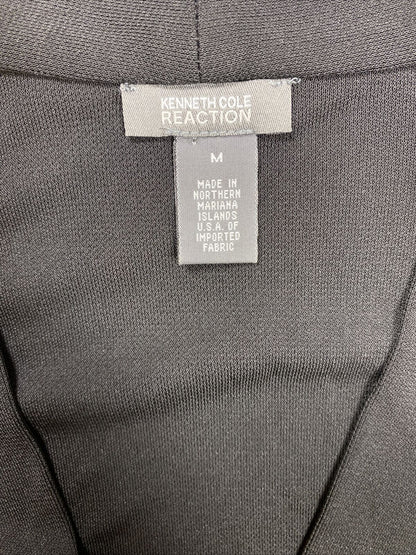 KENNETH COLE
REACTION
M
MADE IN
NORTHERN
MARIANA
ISLANDS
U.S.A. OF
IMPORTED
FABRIC